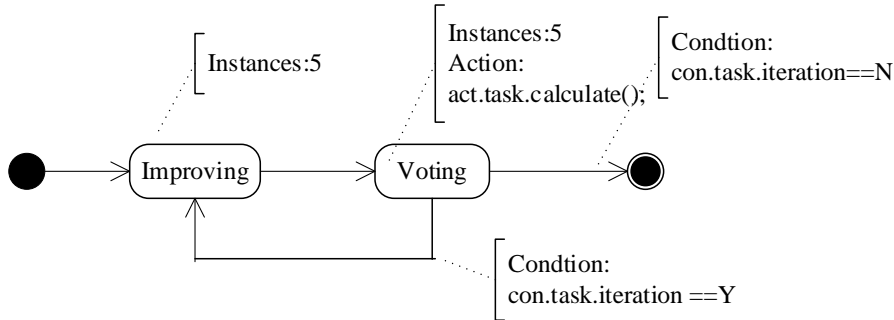 Instances:5
Instances:5
Action:
act.task.calculate();
Condtion:
con.task.iteration==N
Improving
Voting
Condtion:
con.task.iteration ==Y